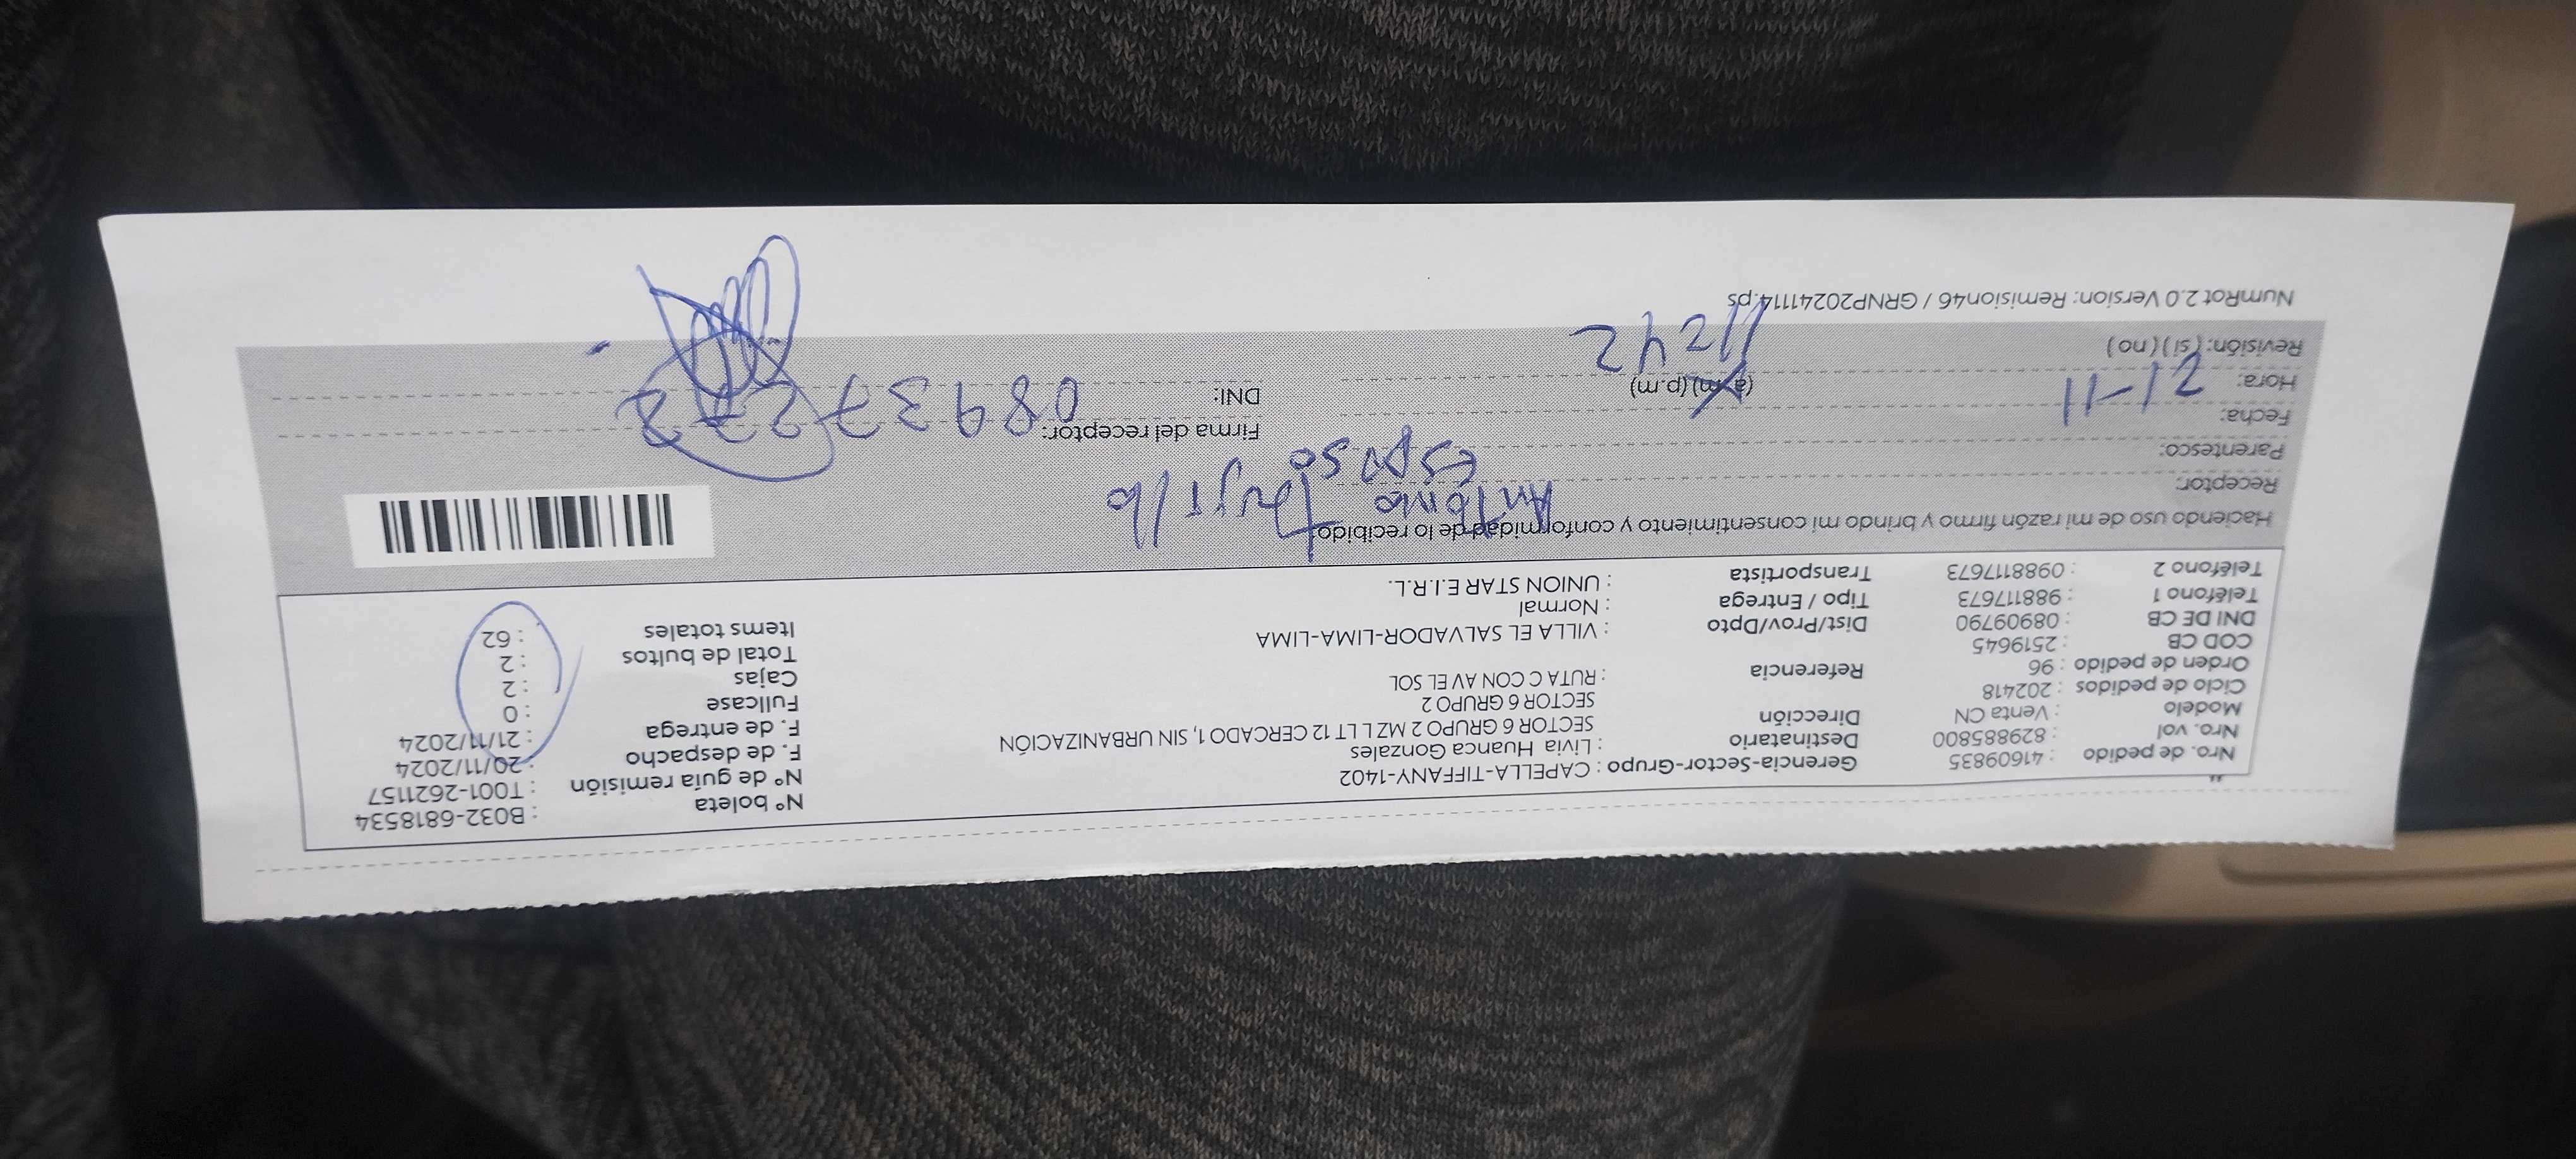 Nro. de pedido : 41609835 Gerencia-Sector-Grupo : CAPELLA-TIFFANY-1402 Nº boleta : B032-6818534
Nro. vol : 829885800 Destinatario : Livia Huanca Gonzales Nº de guía remisión : T001-2621157
Modelo : Venta CN Dirección SECTOR 6 GRUPO 2 MZ L LT 12 CERCADO 1, SIN URBANIZACIÓN F. de despacho : 20/11/2024
Ciclo de pedidos : 202418 SECTOR 6 GRUPO 2 F. de entrega : 21/11/2024
Orden de pedido : 96 Referencia : RUTA C CON AV EL SOL Fullcase : 0
COD CB : 2519645 Cajas : 2
DNI DE CB : 08909790 Dist/Prov/Dpto : VILLA EL SALVADOR-LIMA-LIMA Total de bultos : 2
Teléfono 1 : 988117673 Tipo / Entrega : Normal Items totales : 62
Teléfono 2 : 0988117673 Transportista : UNION STAR E.I.R.L.
Haciendo uso de mi razón firmo y brindo mi consentimiento y conformidad de lo recibido:
Receptor: Antonio Trujillo
Parentesco: esposo
Fecha: 21-11 Firma del receptor:
Hora: (a.m)(p.m) 11:42 DNI: 08937272
Revisión: (si) (no)
NumRot 2.0 Version: Remision46 / GRNP20241114.ps